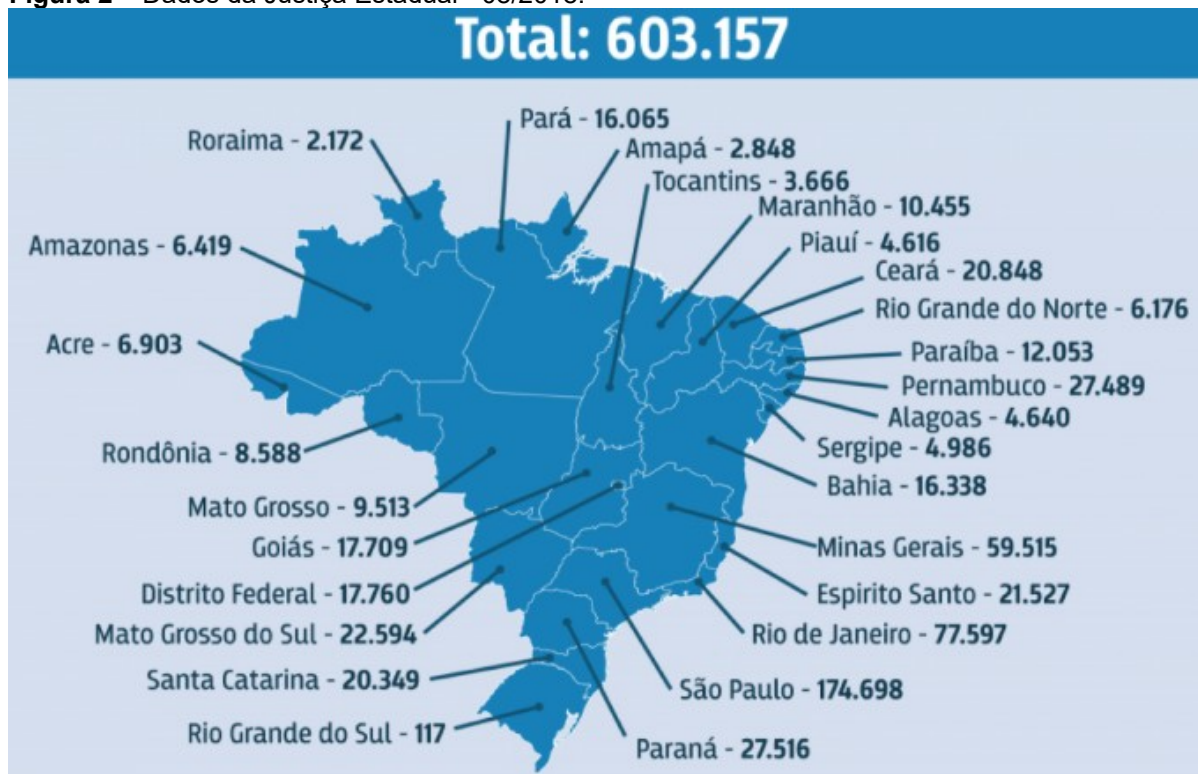 Total: 603.157
Pará - 16.065
Roraima - 2.172
Amapá - 2.848
Tocantins - 3.666
Maranhão - 10.455
Amazonas - 6.419
Piauí - 4.616
Ceará - 20.848
Rio Grande do Norte - 6.176
Acre - 6.903
Paraíba - 12.053
Pernambuco - 27.489
Alagoas - 4.640
Rondônia - 8.588
Sergipe - 4.986
Bahia - 16.338
Mato Grosso - 9.513
Goiás - 17.709
Minas Gerais - 59.515
Distrito Federal - 17.760
Espirito Santo - 21.527
Mato Grosso do Sul - 22.594
Rio de Janeiro - 77.597
Santa Catarina - 20.349
São Paulo - 174.698
Rio Grande do Sul - 117
Paraná - 27.516